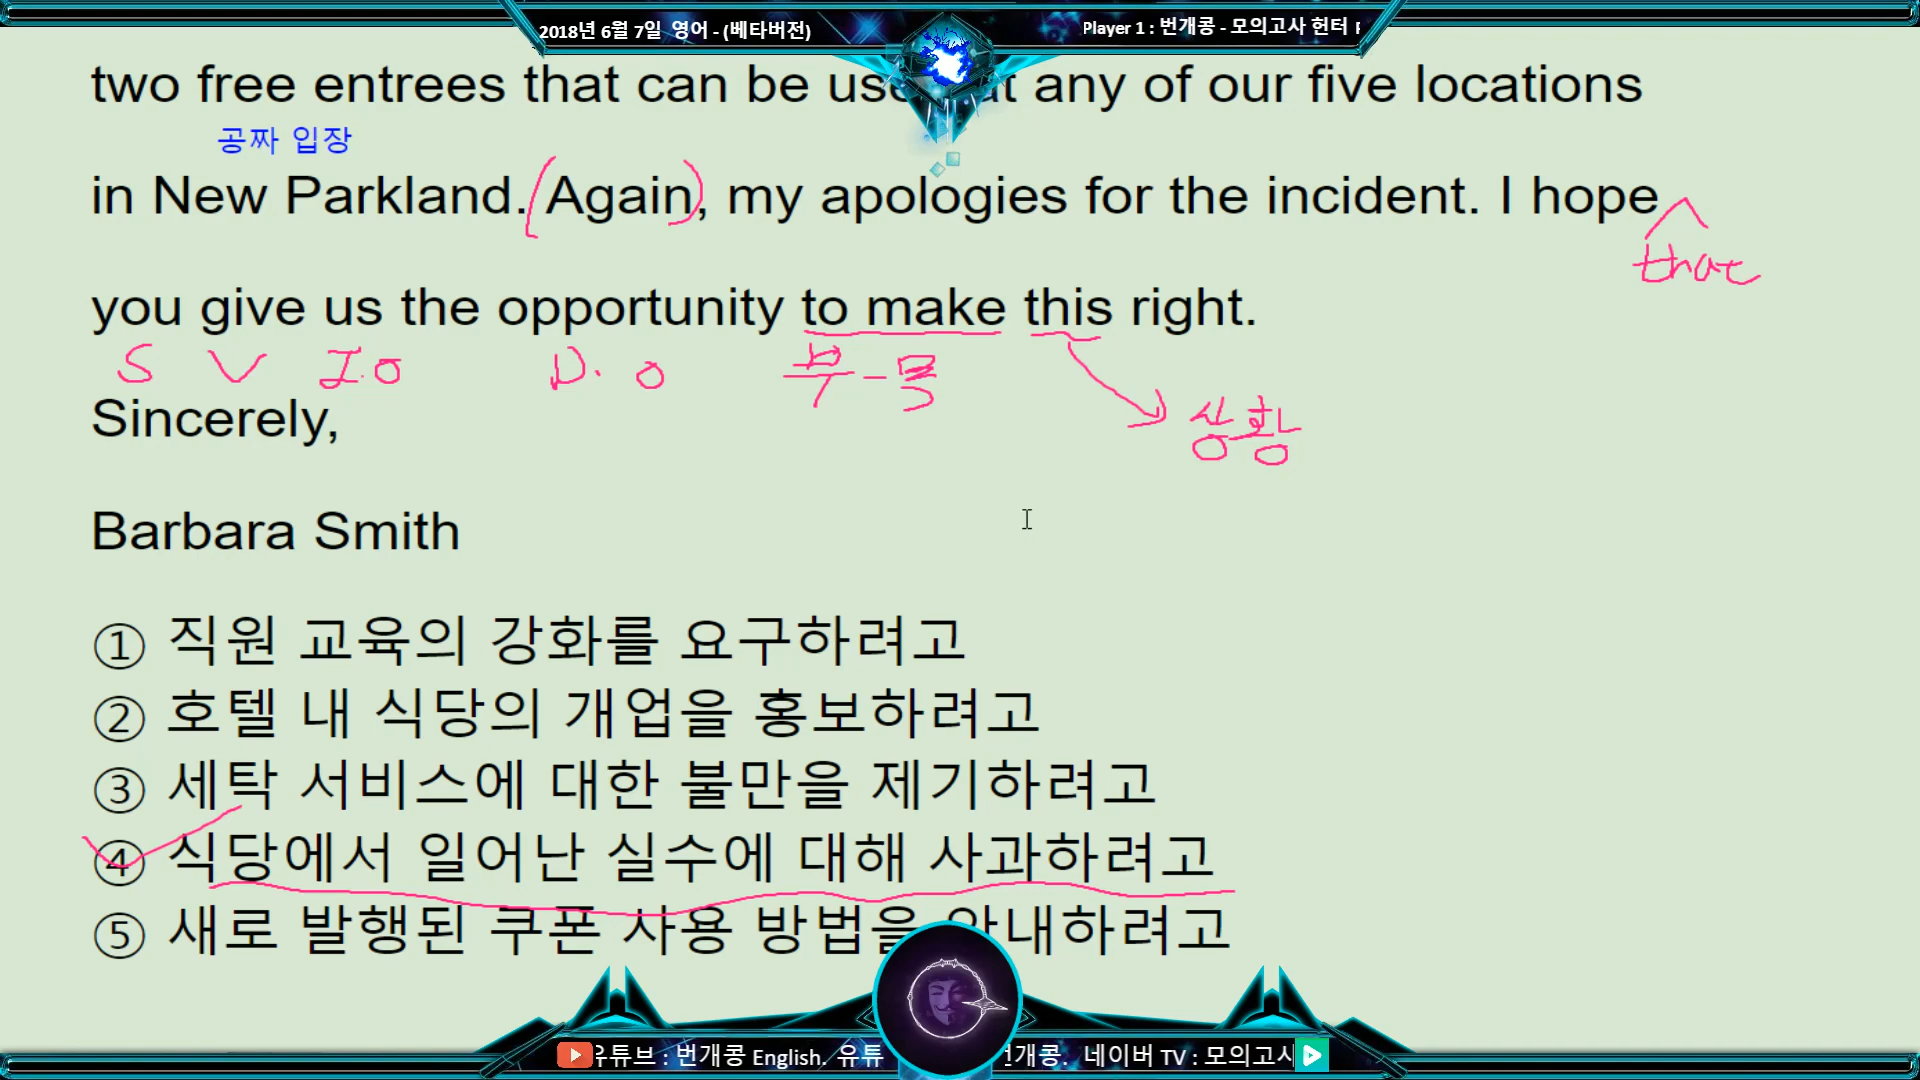 2018년 6월 7일 영어 - (베타버전)
Player 1 : 번개콩 - 모의고사 헌터
two free entrees that can be used at any of our five locations
공짜 입장
in New Parkland. (Again), my apologies for the incident. I hope
that
you give us the opportunity to make this right.
S V I.O D.O 부-목
상황
Sincerely,
Barbara Smith
① 직원 교육의 강화를 요구하려고
② 호텔 내 식당의 개업을 홍보하려고
③ 세탁 서비스에 대한 불만을 제기하려고
④ 식당에서 일어난 실수에 대해 사과하려고
⑤ 새로 발행된 쿠폰 사용 방법을 안내하려고
유튜브 : 번개콩 English. 유튜 번개콩. 네이버 TV : 모의고사